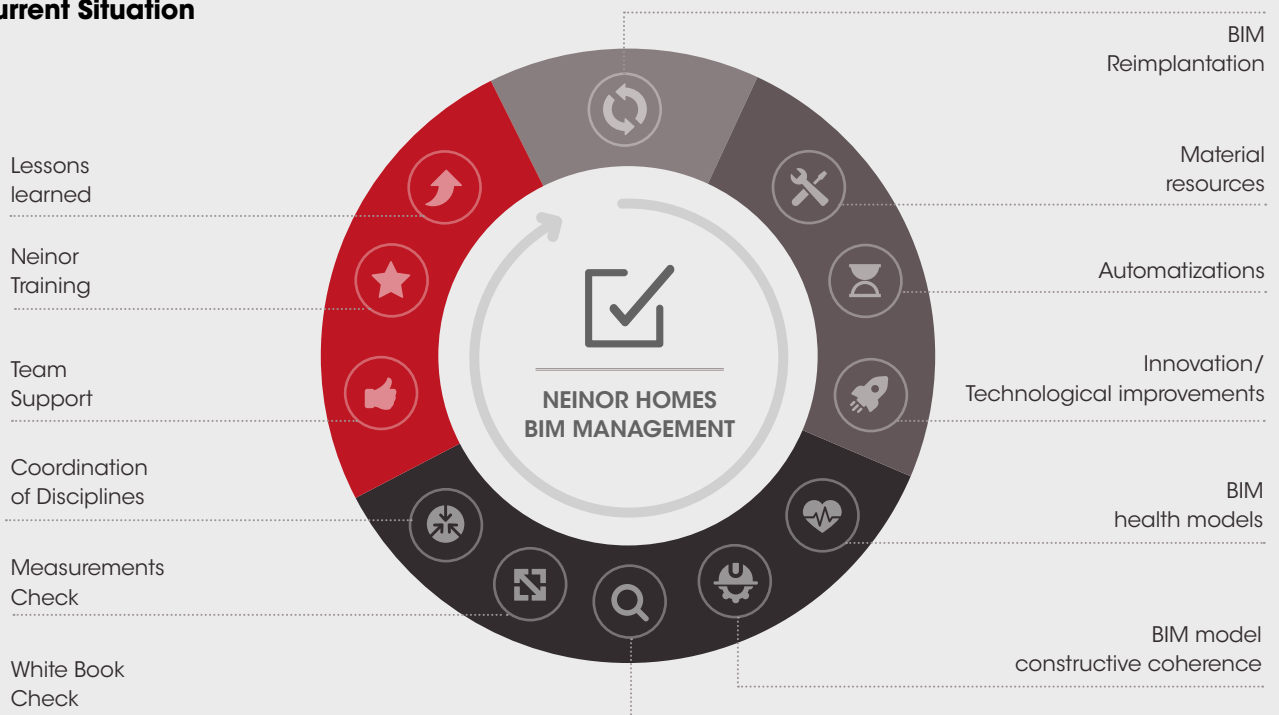 urrent Situation
BIM
Reimplantation
Material
resources
Automatizations
Innovation/
Technological improvements
BIM
health models
BIM model
constructive coherence
Lessons
learned
Neinor
Training
Team
Support
Coordination
of Disciplines
Measurements
Check
White Book
Check
NEINOR HOMES
BIM MANAGEMENT